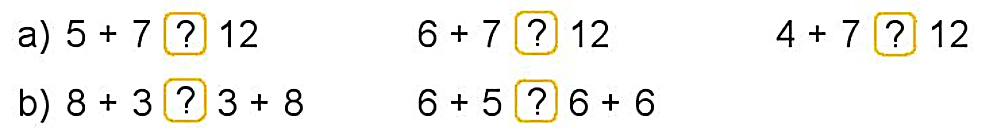 a) 5 + 7 ? 12 6 + 7 ? 12 4 + 7 ? 12
b) 8 + 3 ? 3 + 8 6 + 5 ? 6 + 6